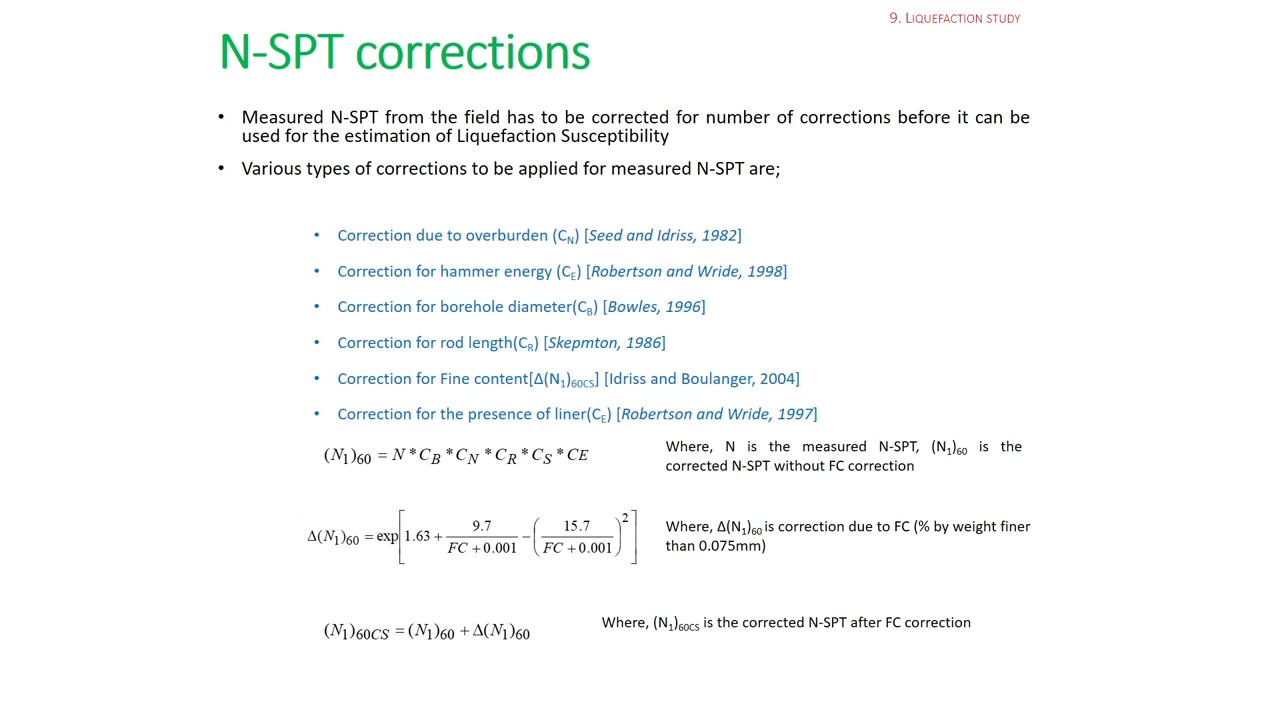 9. LIQUEFACTION STUDY
N-SPT corrections
• Measured N-SPT from the field has to be corrected for number of corrections before it can be
used for the estimation of Liquefaction Susceptibility
• Various types of corrections to be applied for measured N-SPT are;
• Correction due to overburden (C_N) [Seed and Idriss, 1982]
• Correction for hammer energy (C_E) [Robertson and Wride, 1998]
• Correction for borehole diameter(C_B) [Bowles, 1996]
• Correction for rod length(C_R) [Skepmton, 1986]
• Correction for Fine content[Δ(N_1)_60CS] [Idriss and Boulanger, 2004]
• Correction for the presence of liner(C_E) [Robertson and Wride, 1997]
(N_1)_60 = N * C_B * C_N * C_R * C_S * CE
Where, N is the measured N-SPT, (N_1)_60 is the
corrected N-SPT without FC correction
Δ(N_1)_60 = exp[1.63 + 9.7/(FC + 0.001) − (15.7/(FC + 0.001))^2]
Where, Δ(N_1)_60 is correction due to FC (% by weight finer
than 0.075mm)
(N_1)_60CS = (N_1)_60 + Δ(N_1)_60
Where, (N_1)_60CS is the corrected N-SPT after FC correction